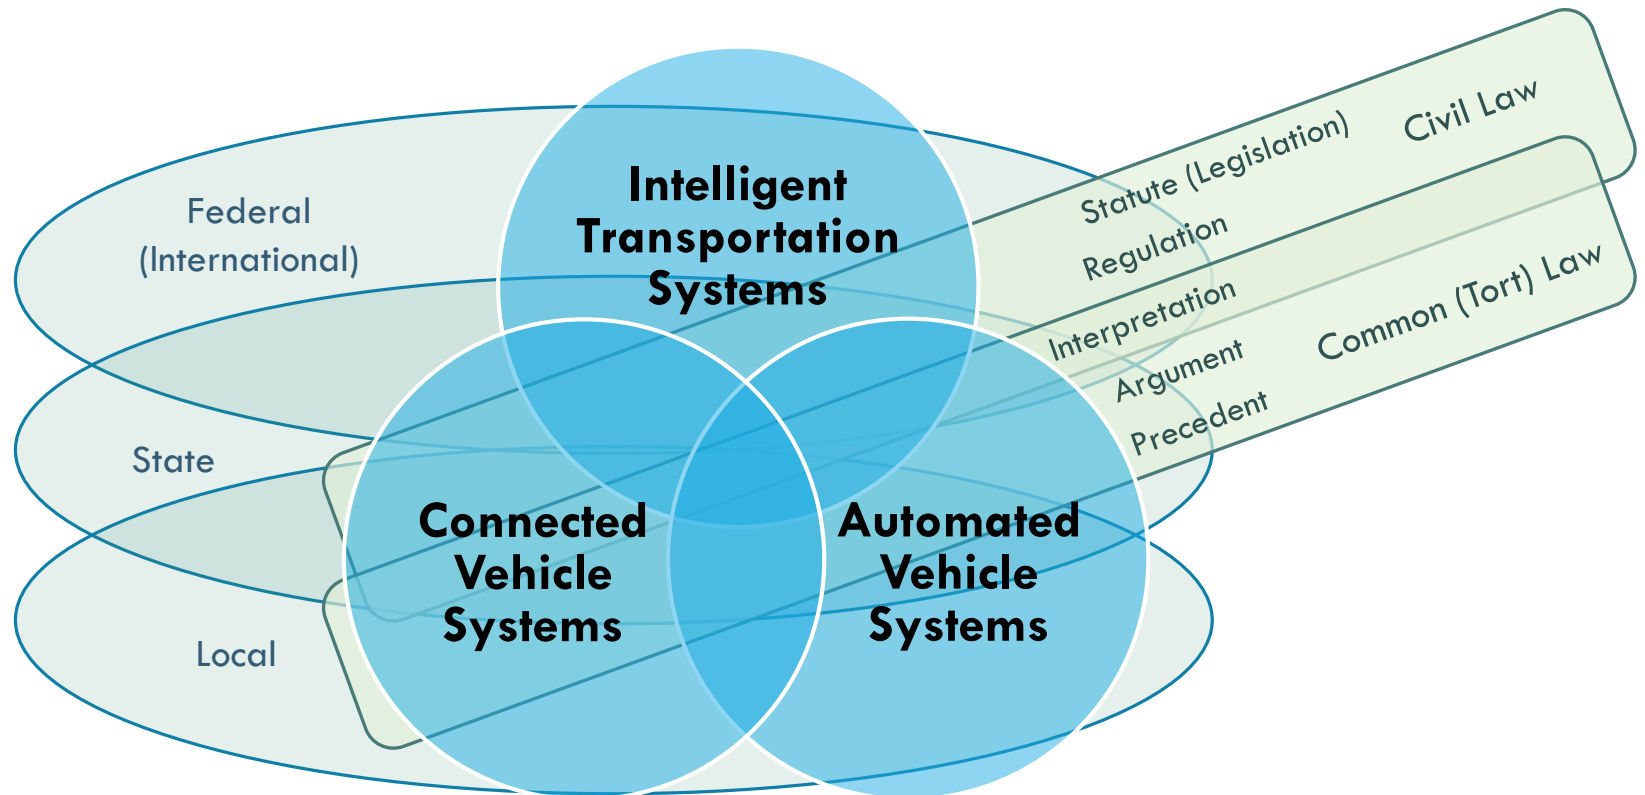 Federal
(International)
State
Local
Intelligent
Transportation
Systems
Connected
Vehicle
Systems
Automated
Vehicle
Systems
Statute (Legislation)
Civil Law
Regulation
Interpretation
Argument
Common (Tort) Law
Precedent